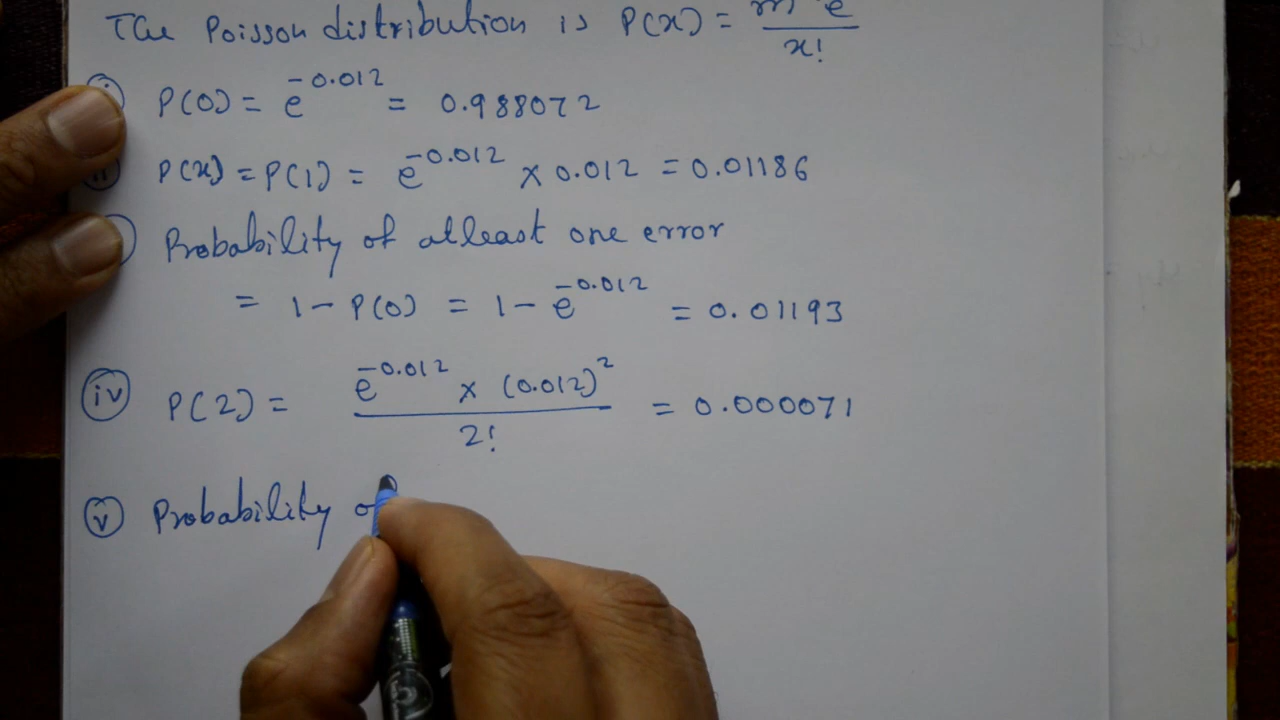 The Poisson distribution is P(x) = m e / x!
P(0) = e^-0.012 = 0.988072
P(x) = P(1) = e^-0.012 × 0.012 = 0.01186
Probability of atleast one error
= 1 - P(0) = 1 - e^-0.012 = 0.01193
(iv) P(2) = e^-0.012 × (0.012)^2 / 2! = 0.000071
(v) Probability of